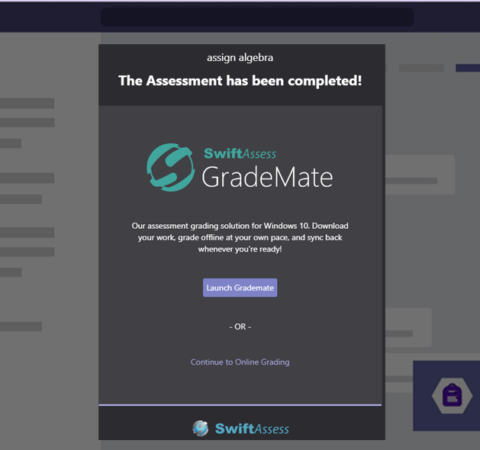 assign algebra
The Assessment has been completed!
SwiftAssess
GradeMate
Our assessment grading solution for Windows 10. Download
your work, grade offline at your own pace, and sync back
whenever you're ready!
Launch Grademate
- OR -
Continue to Online Grading
SwiftAssess